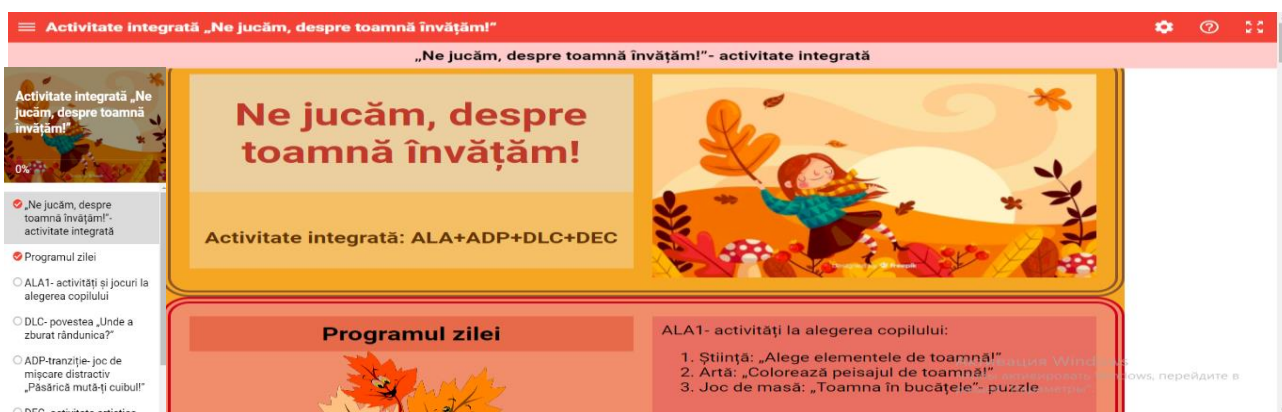 Activitate integrată „Ne jucăm, despre toamnă învățăm!"
„Ne jucăm, despre toamnă învățăm!"- activitate integrată
Activitate integrată „Ne
jucăm, despre toamnă
învățăm!"
0%
„Ne jucăm, despre
toamnă învățăm!"-
activitate integrată
Programul zilei
ALA1- activități și jocuri la
alegerea copilului
DLC- povestea „Unde a
zburat rândunica?"
ADP-tranziție- joc de
mișcare distractiv
„Păsărică mută-ți cuibul!"
Ne jucăm, despre
toamnă învățăm!
Activitate integrată: ALA+ADP+DLC+DEC
freepik
Programul zilei
ALA1- activități la alegerea copilului:
1. Știință: „Alege elementele de toamnă!"
2. Artă: „Colorează peisajul de toamnă!"
3. Joc de masă: „Toamna în bucățele"- puzzle